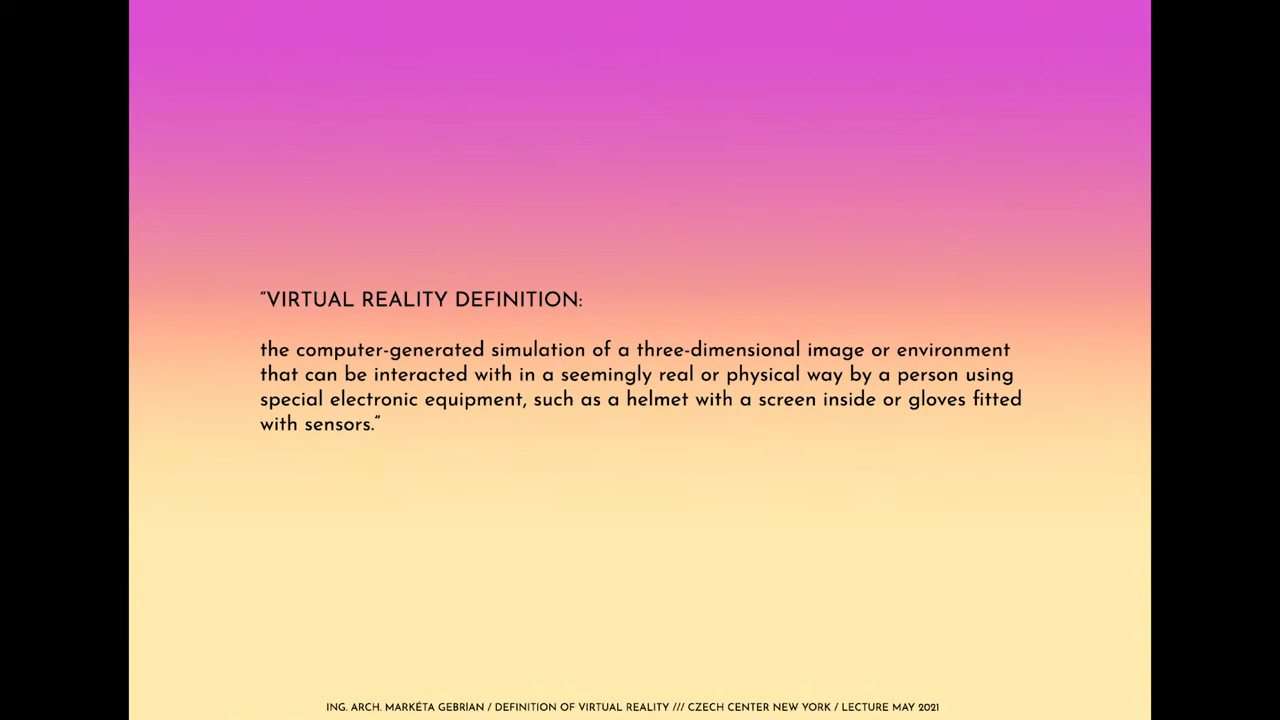 “VIRTUAL REALITY DEFINITION:
the computer-generated simulation of a three-dimensional image or environment
that can be interacted with in a seemingly real or physical way by a person using
special electronic equipment, such as a helmet with a screen inside or gloves fitted
with sensors.“
ING. ARCH. MARKÉTA GEBRIAN / DEFINITION OF VIRTUAL REALITY /// CZECH CENTER NEW YORK / LECTURE MAY 2021